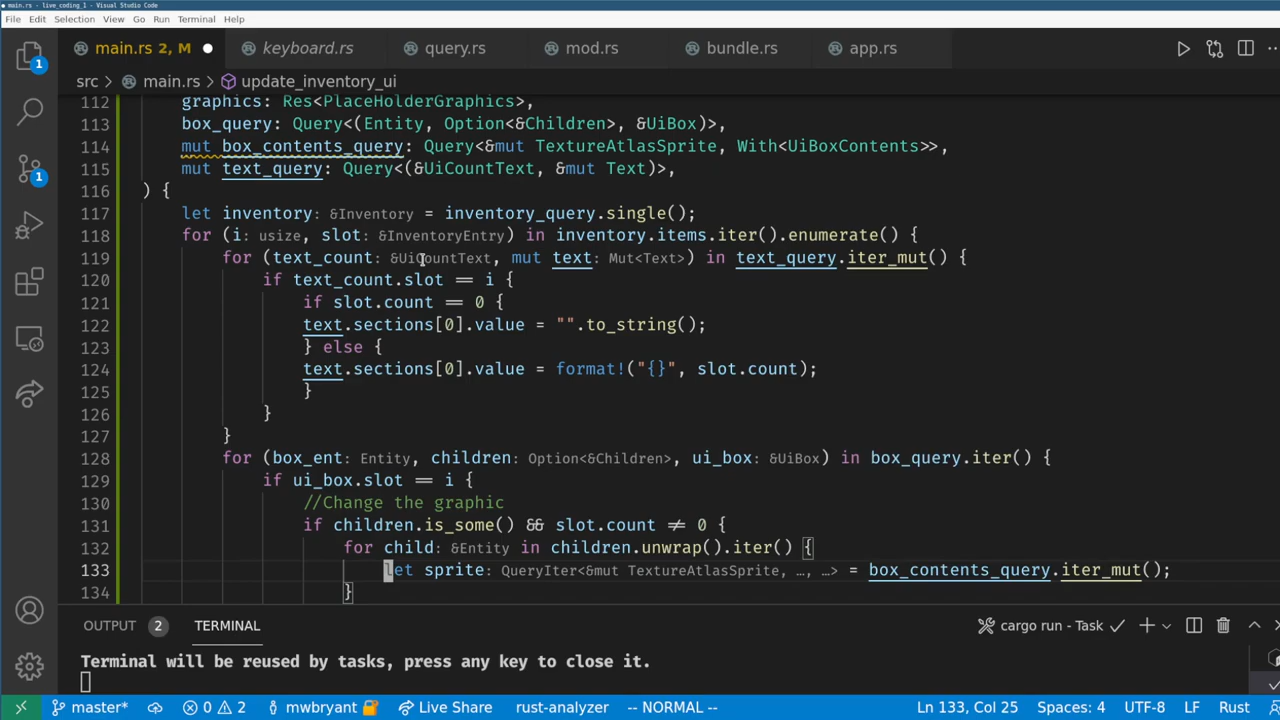 main.rs - live_coding_1 - Visual Studio Code
File Edit Selection View Go Run Terminal Help
main.rs 2, M keyboard.rs query.rs mod.rs bundle.rs app.rs
src > main.rs > update_inventory_ui
112 graphics: Res<PlaceHolderGraphics>,
113 box_query: Query<(Entity, Option<&Children>, &UiBox)>,
114 mut box_contents_query: Query<&mut TextureAtlasSprite, With<UiBoxContents>>,
115 mut text_query: Query<(&UiCountText, &mut Text)>,
116 ) {
117 let inventory: &Inventory = inventory_query.single();
118 for (i: usize, slot: &InventoryEntry) in inventory.items.iter().enumerate() {
119 for (text_count: &UiCountText, mut text: Mut<Text>) in text_query.iter_mut() {
120 if text_count.slot == i {
121 if slot.count == 0 {
122 text.sections[0].value = "".to_string();
123 } else {
124 text.sections[0].value = format!("{}", slot.count);
125 }
126 }
127 }
128 for (box_ent: Entity, children: Option<&Children>, ui_box: &UiBox) in box_query.iter() {
129 if ui_box.slot == i {
130 //Change the graphic
131 if children.is_some() && slot.count ≠ 0 {
132 for child: &Entity in children.unwrap().iter() {
133 let sprite: QueryIter<&mut TextureAtlasSprite, …, …> = box_contents_query.iter_mut();
134 }
OUTPUT 2 TERMINAL cargo run - Task
Terminal will be reused by tasks, press any key to close it.
master* 0 2 mwbryant Live Share rust-analyzer -- NORMAL -- Ln 133, Col 25 Spaces: 4 UTF-8 LF Rust